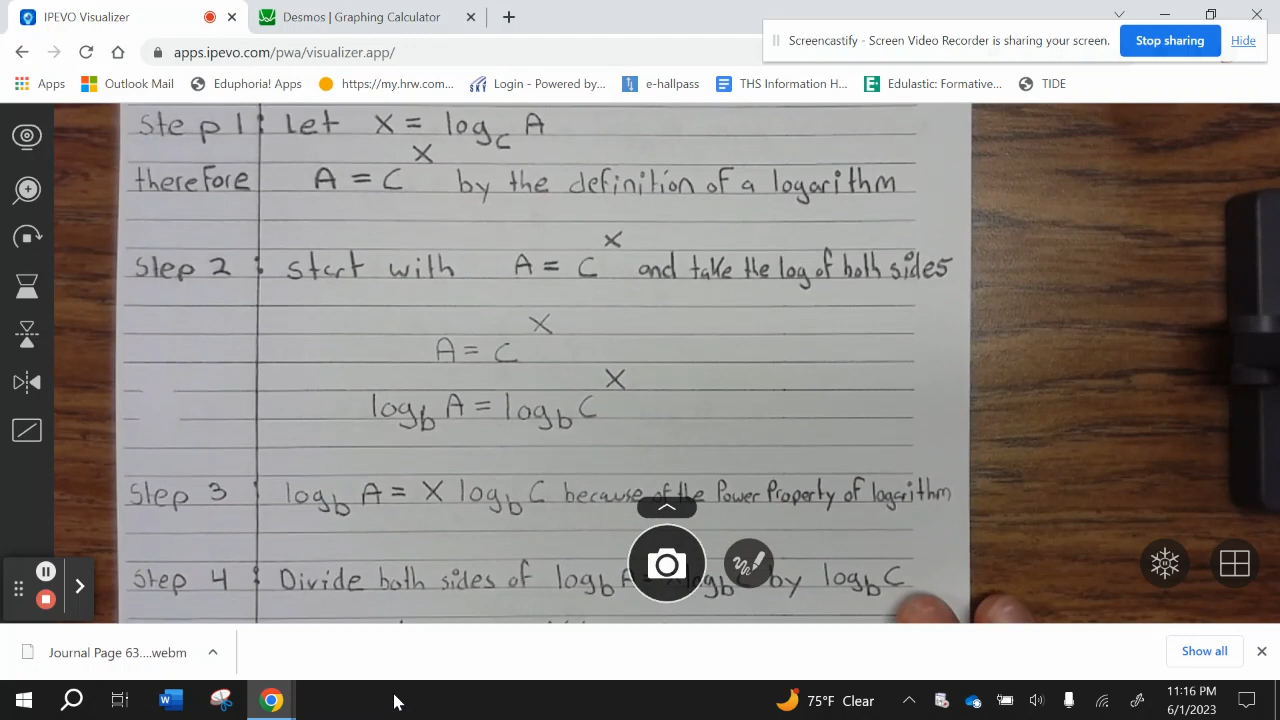 IPEVO Visualizer
Desmos | Graphing Calculator
apps.ipevo.com/pwa/visualizer.app/
Screencastify - Screen Video Recorder is sharing your screen.
Stop sharing
Hide
Apps
Outlook Mail
Eduphoria! Apps
https://my.hrw.com...
Login - Powered by...
e-hallpass
THS Information H...
Edulastic: Formative...
TIDE
Step 1: let X = log_c A
therefore A = C^X by the definition of a logarithm
Step 2: start with A = C^X and take the log of both sides
A = C^X
log_b A = log_b C^X
Step 3: log_b A = X log_b C because of the Power Property of logarithm
Step 4: Divide both sides of log_b A = log_b C by log_b C
Journal Page 63....webm
Show all
75°F Clear
11:16 PM
6/1/2023